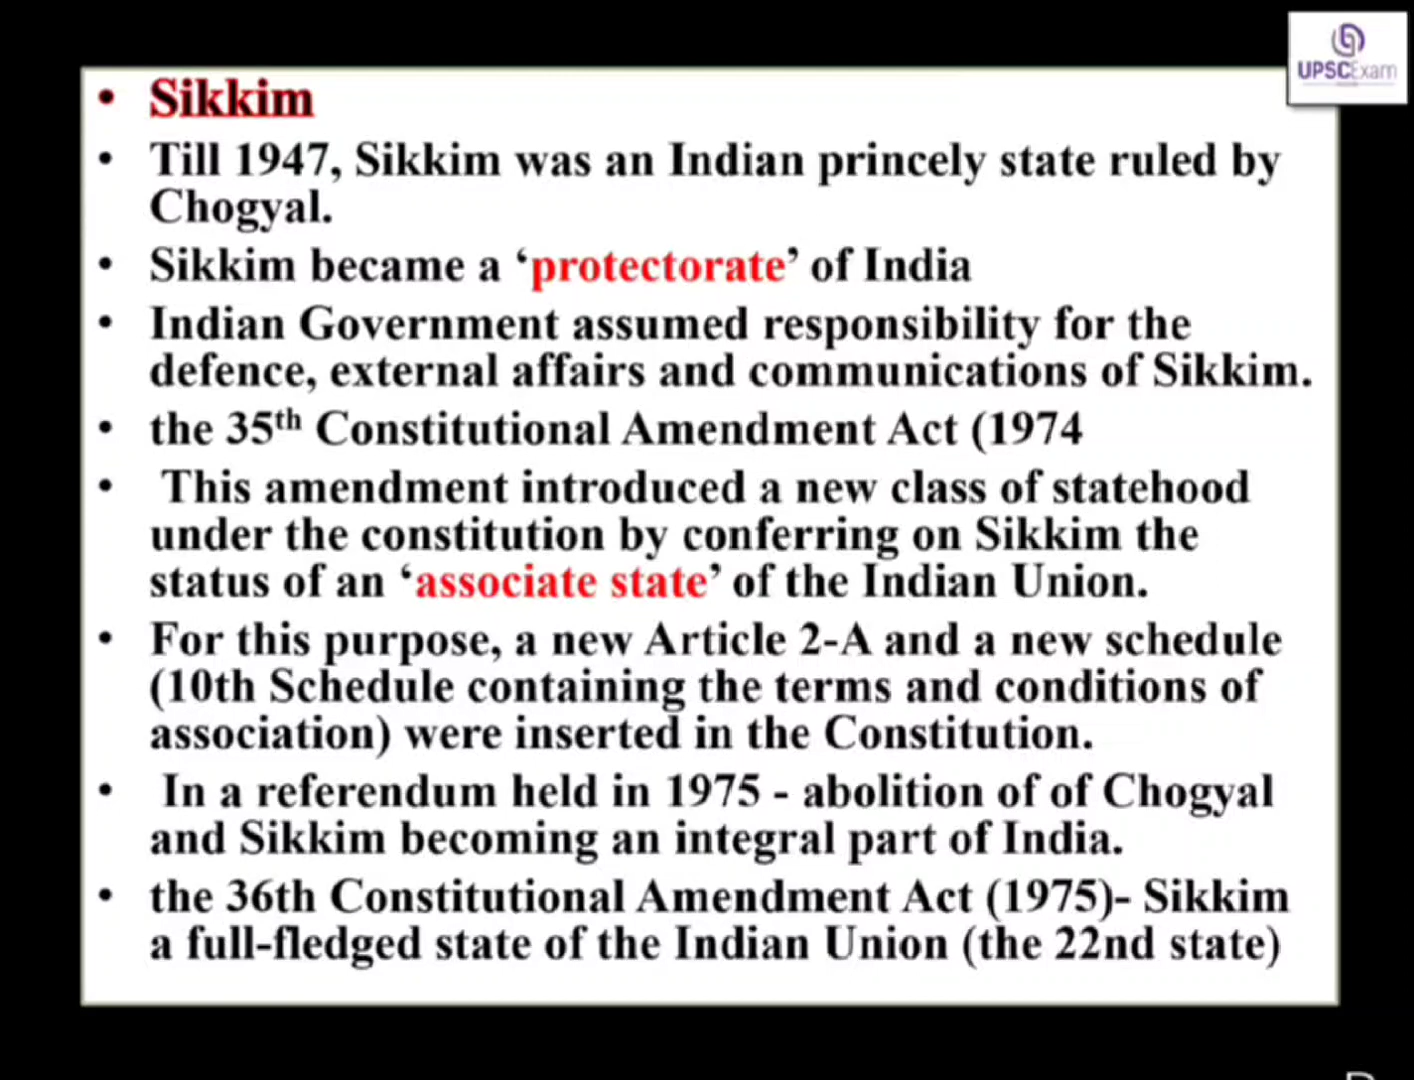 UPSCExam
• Sikkim
• Till 1947, Sikkim was an Indian princely state ruled by
Chogyal.
• Sikkim became a ‘protectorate’ of India
• Indian Government assumed responsibility for the
defence, external affairs and communications of Sikkim.
• the 35th Constitutional Amendment Act (1974
• This amendment introduced a new class of statehood
under the constitution by conferring on Sikkim the
status of an ‘associate state’ of the Indian Union.
• For this purpose, a new Article 2-A and a new schedule
(10th Schedule containing the terms and conditions of
association) were inserted in the Constitution.
• In a referendum held in 1975 - abolition of of Chogyal
and Sikkim becoming an integral part of India.
• the 36th Constitutional Amendment Act (1975)- Sikkim
a full-fledged state of the Indian Union (the 22nd state)